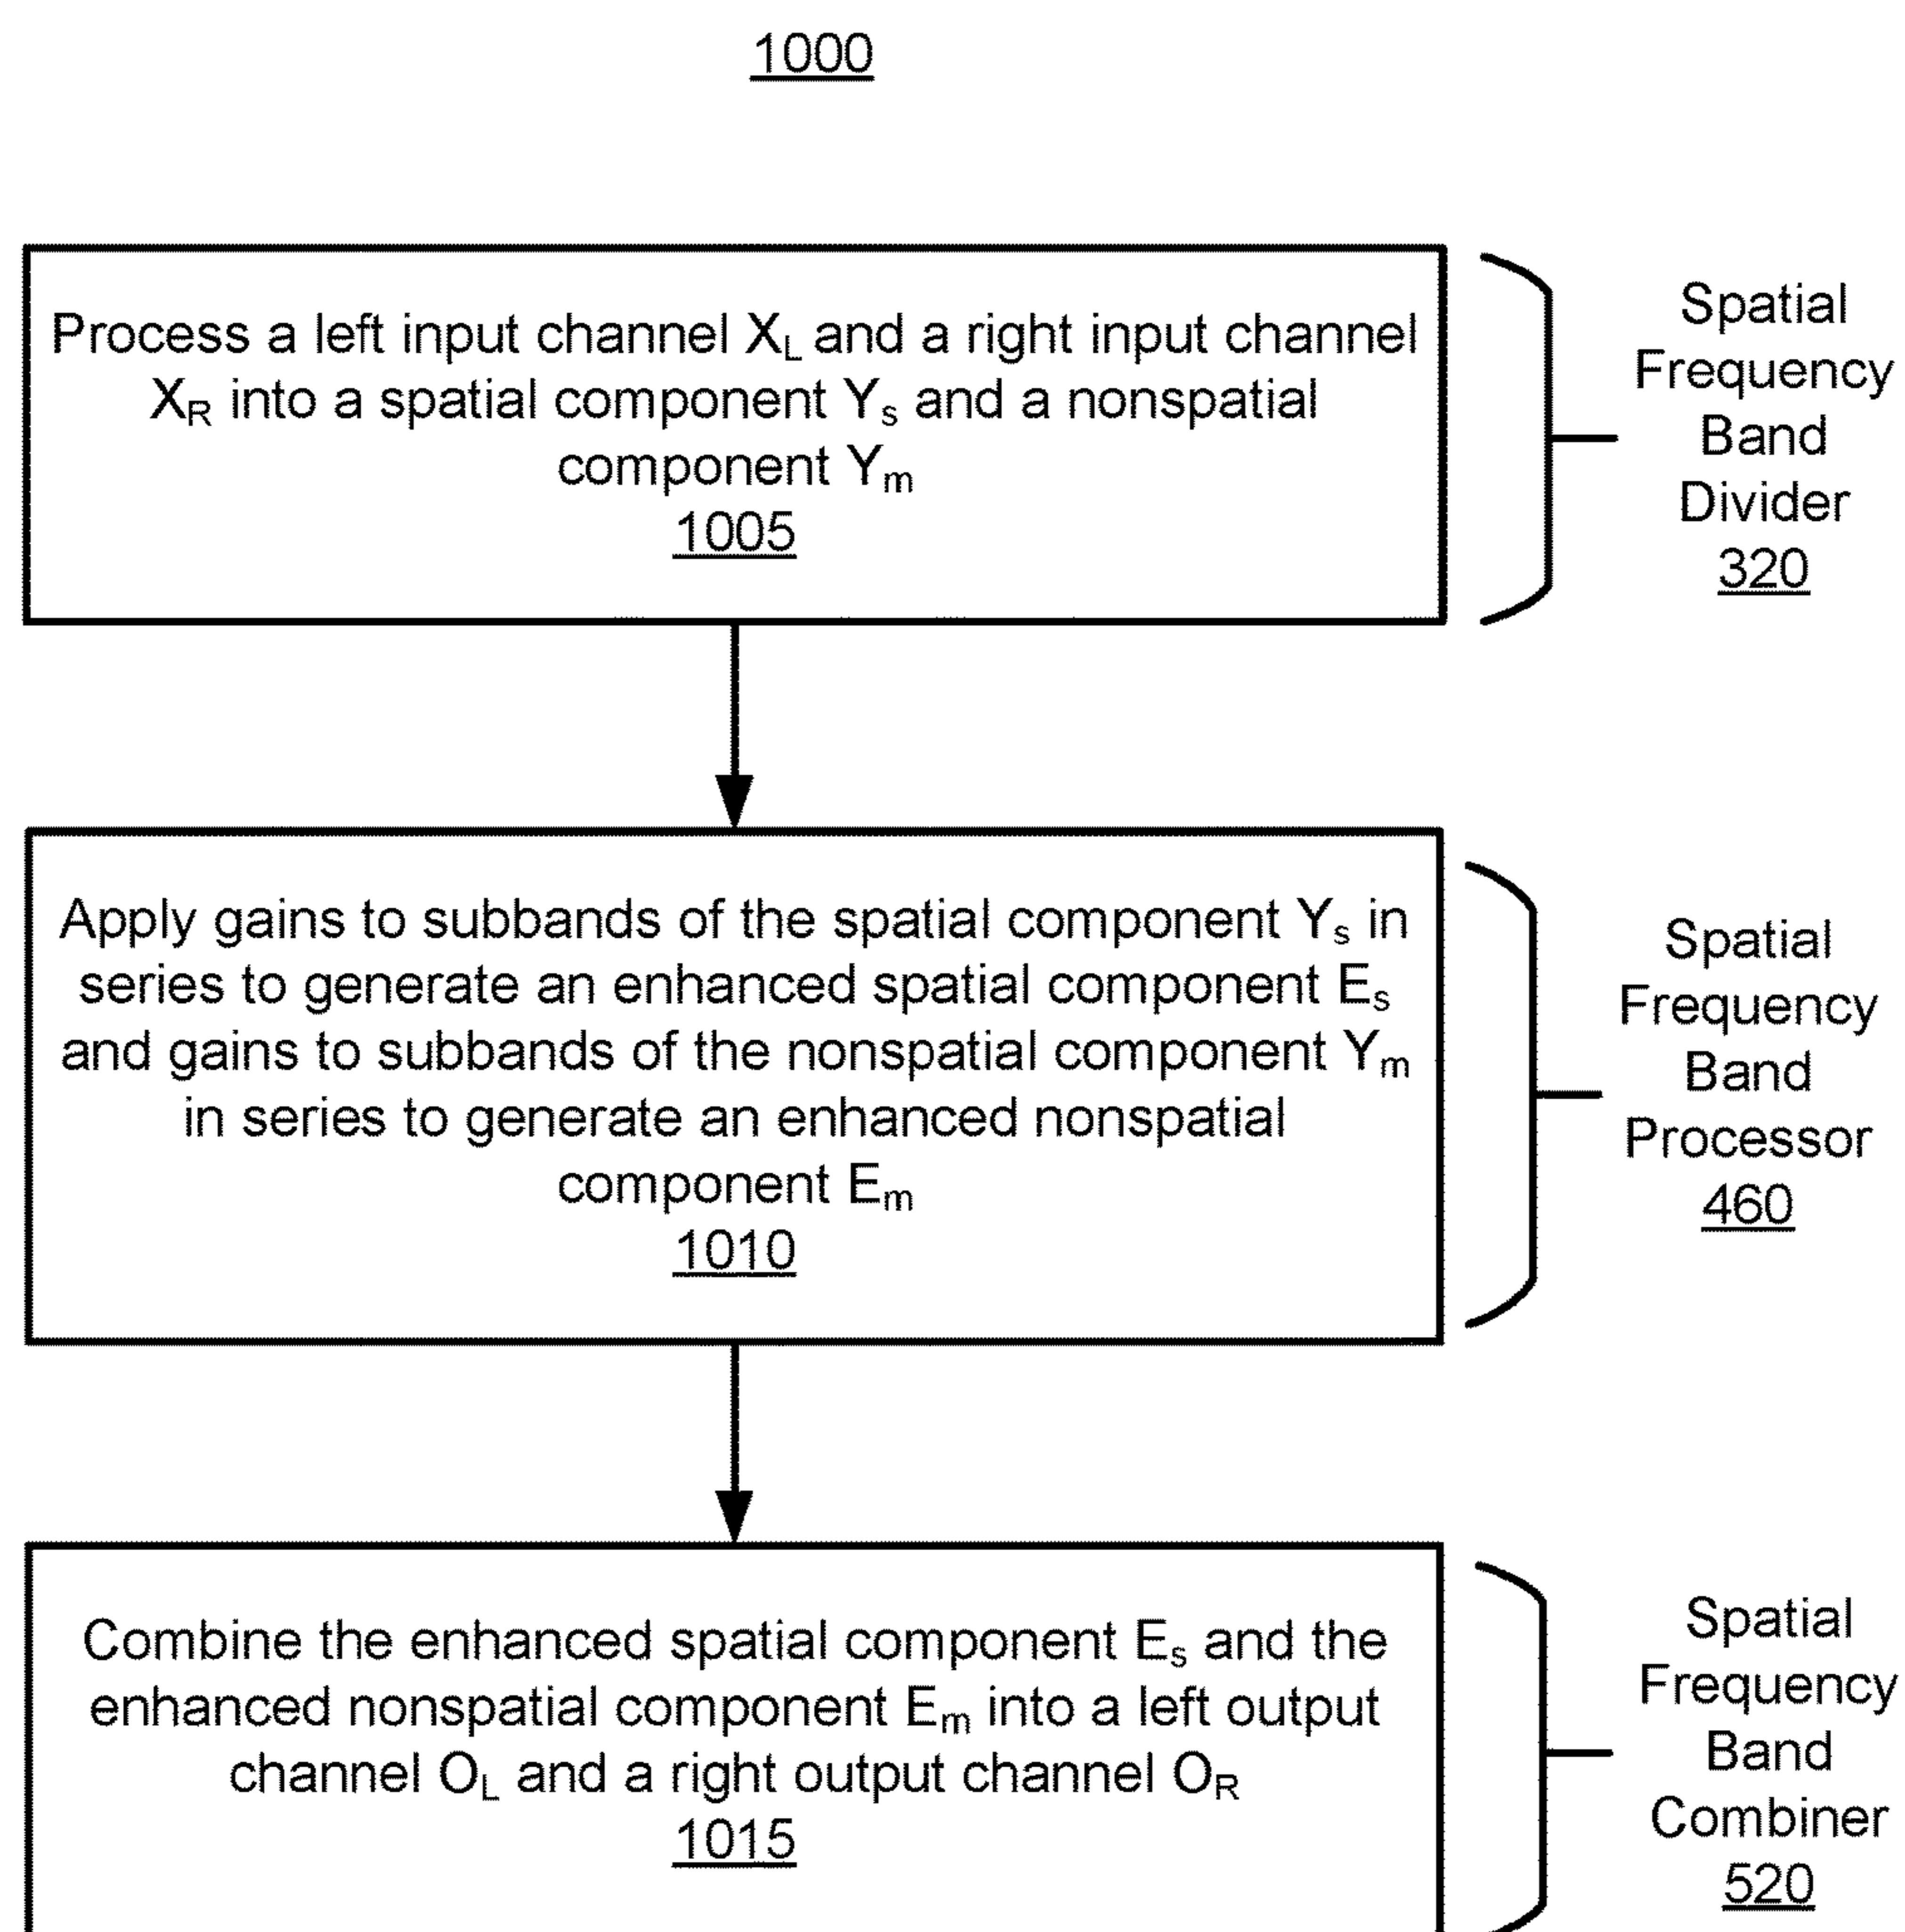 1000
Process a left input channel XL and a right input channel
XR into a spatial component Ys and a nonspatial
component Ym
1005
Spatial
Frequency
Band
Divider
320
Apply gains to subbands of the spatial component Ys in
series to generate an enhanced spatial component Es
and gains to subbands of the nonspatial component Ym
in series to generate an enhanced nonspatial
component Em
1010
Spatial
Frequency
Band
Processor
460
Combine the enhanced spatial component Es and the
enhanced nonspatial component Em into a left output
channel OL and a right output channel OR
1015
Spatial
Frequency
Band
Combiner
520